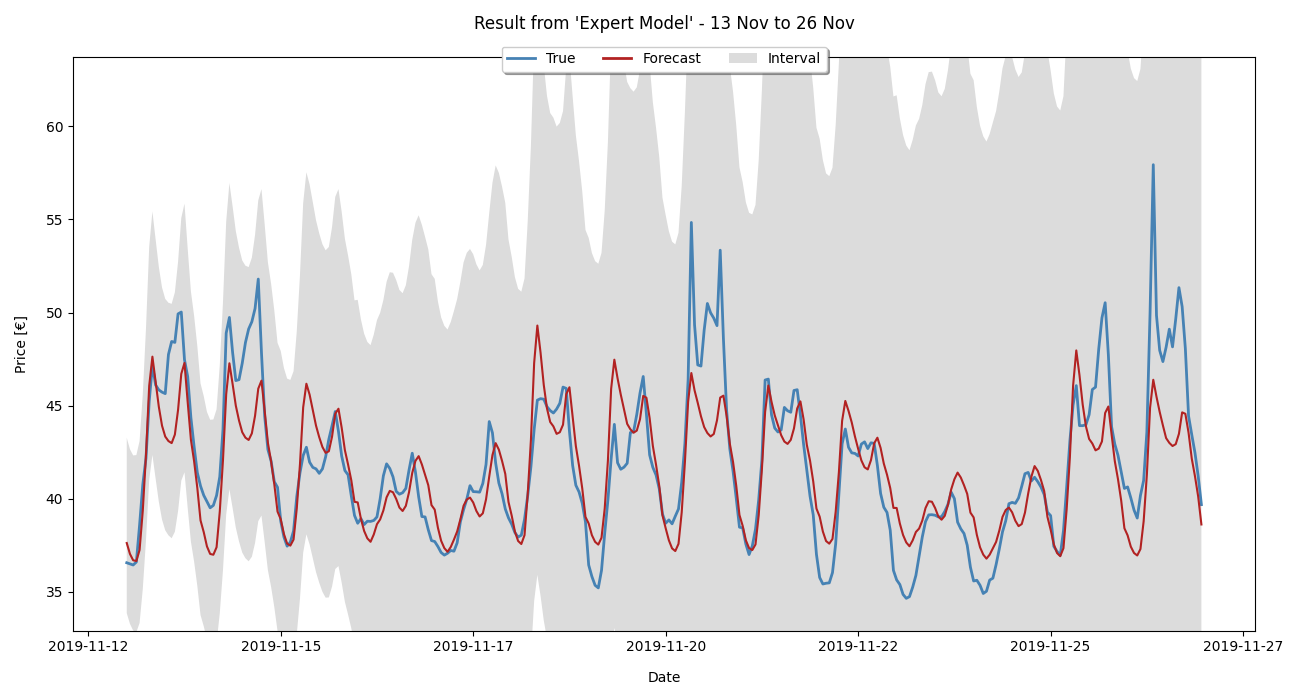 Result from 'Expert Model' - 13 Nov to 26 Nov
True Forecast Interval
60
55
50
45
40
35
Price [€]
2019-11-12 2019-11-15 2019-11-17 2019-11-20 2019-11-22 2019-11-25 2019-11-27
Date